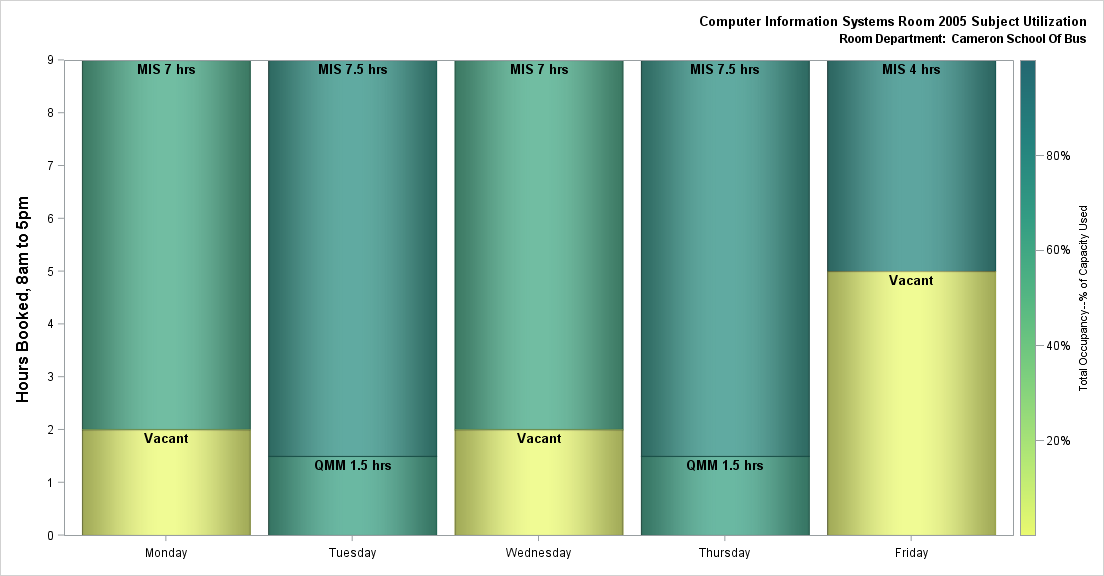 Computer Information Systems Room 2005 Subject Utilization
Room Department: Cameron School Of Bus
Hours Booked, 8am to 5pm
9
8
7
6
5
4
3
2
1
0
MIS 7 hrs
Vacant
MIS 7.5 hrs
QMM 1.5 hrs
MIS 7 hrs
Vacant
MIS 7.5 hrs
QMM 1.5 hrs
MIS 4 hrs
Vacant
Monday
Tuesday
Wednesday
Thursday
Friday
80%
60%
40%
20%
Total Occupancy--% of Capacity Used